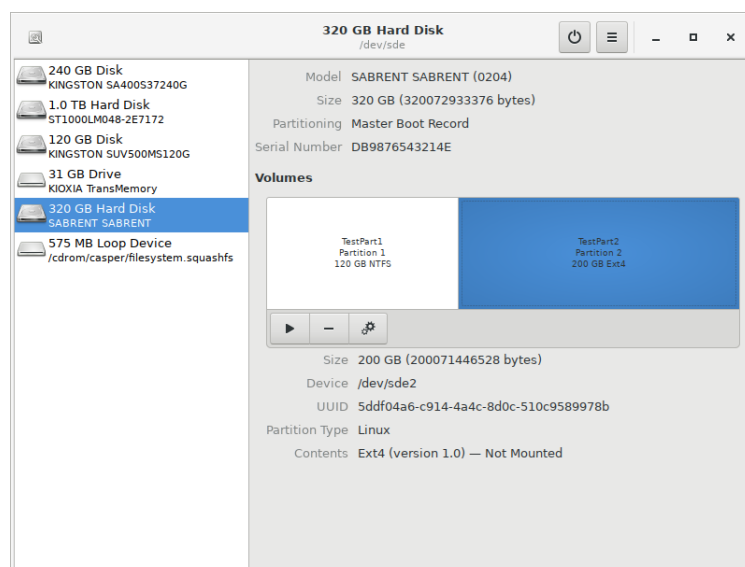 320 GB Hard Disk
/dev/sde
240 GB Disk
KINGSTON SA400S37240G
1.0 TB Hard Disk
ST1000LM048-2E7172
120 GB Disk
KINGSTON SUV500MS120G
31 GB Drive
KIOXIA TransMemory
320 GB Hard Disk
SABRENT SABRENT
575 MB Loop Device
/cdrom/casper/filesystem.squashfs
Model SABRENT SABRENT (0204)
Size 320 GB (320072933376 bytes)
Partitioning Master Boot Record
Serial Number DB9876543214E
Volumes
TestPart1
Partition 1
120 GB NTFS
TestPart2
Partition 2
200 GB Ext4
Size 200 GB (200071446528 bytes)
Device /dev/sde2
UUID 5ddf04a6-c914-4a4c-8d0c-510c9589978b
Partition Type Linux
Contents Ext4 (version 1.0) — Not Mounted